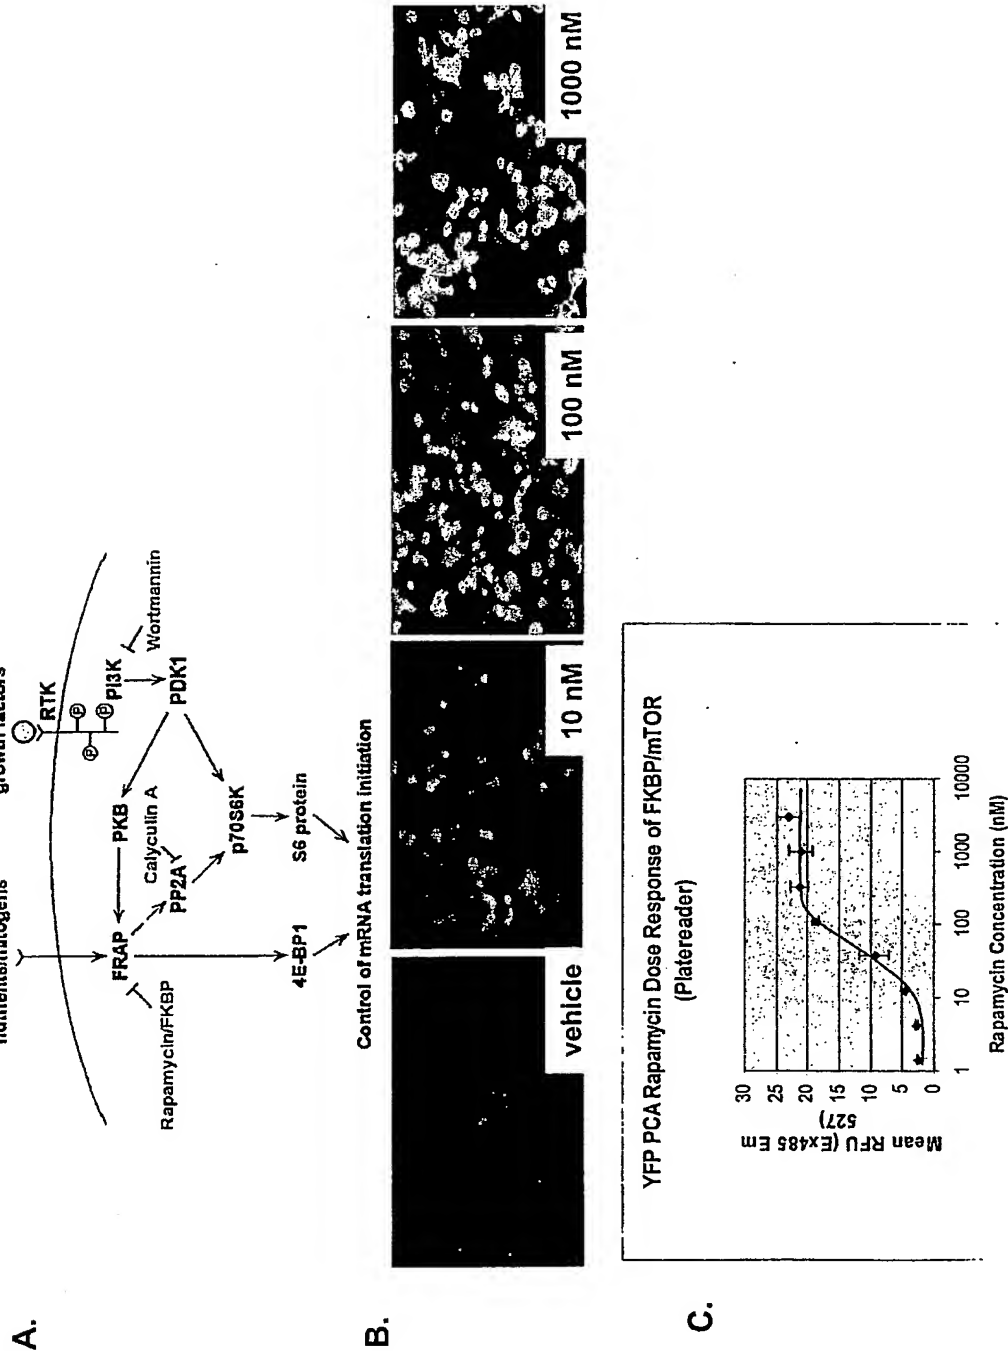 A.
growth factors
RTK
P
P
P
PI3K
Wortmannin
PDK1
PKB
Calyculin A
PP2A
FRAP
Rapamycin/FKBP
p70S6K
4E-BP1
S6 protein
Control of mRNA translation initiation
B.
vehicle
10 nM
100 nM
1000 nM
C.
YFP PCA Rapamycin Dose Response of FKBP/mTOR
(Platereader)
Mean RFU (Ex485 Em
527)
30
25
20
15
10
5
0
1
10
100
1000
10000
Rapamycin Concentration (nM)